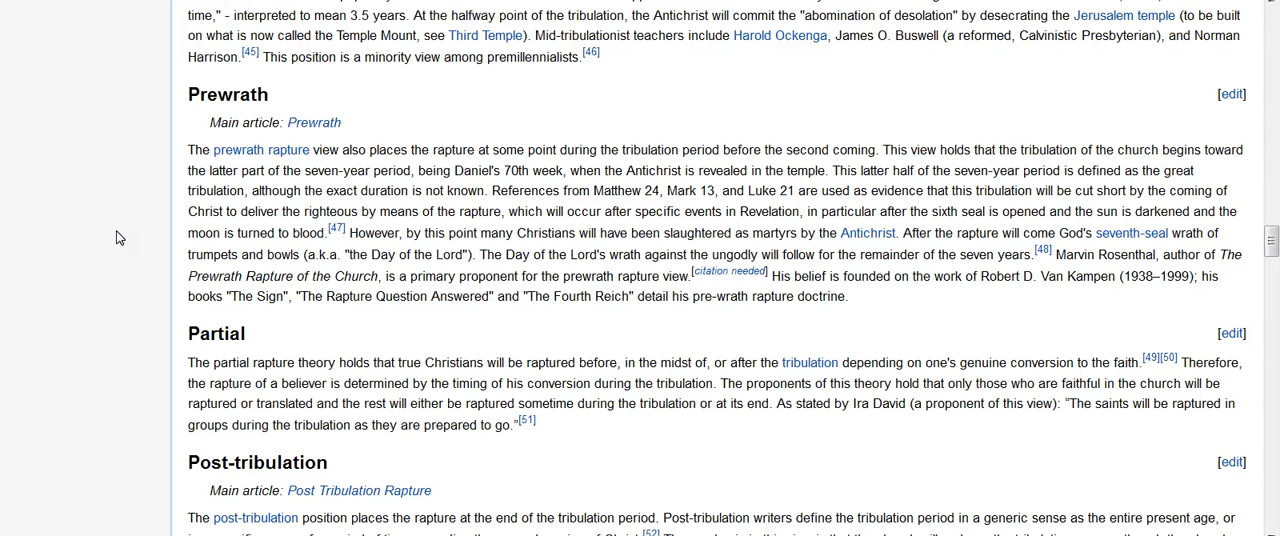 time," - interpreted to mean 3.5 years. At the halfway point of the tribulation, the Antichrist will commit the "abomination of desolation" by desecrating the Jerusalem temple (to be built
on what is now called the Temple Mount, see Third Temple). Mid-tribulationist teachers include Harold Ockenga, James O. Buswell (a reformed, Calvinistic Presbyterian), and Norman
Harrison.[45] This position is a minority view among premillennialists.[46]
Prewrath [edit]
Main article: Prewrath
The prewrath rapture view also places the rapture at some point during the tribulation period before the second coming. This view holds that the tribulation of the church begins toward
the latter part of the seven-year period, being Daniel's 70th week, when the Antichrist is revealed in the temple. This latter half of the seven-year period is defined as the great
tribulation, although the exact duration is not known. References from Matthew 24, Mark 13, and Luke 21 are used as evidence that this tribulation will be cut short by the coming of
Christ to deliver the righteous by means of the rapture, which will occur after specific events in Revelation, in particular after the sixth seal is opened and the sun is darkened and the
moon is turned to blood.[47] However, by this point many Christians will have been slaughtered as martyrs by the Antichrist. After the rapture will come God's seventh-seal wrath of
trumpets and bowls (a.k.a. "the Day of the Lord"). The Day of the Lord's wrath against the ungodly will follow for the remainder of the seven years.[48] Marvin Rosenthal, author of The
Prewrath Rapture of the Church, is a primary proponent for the prewrath rapture view.[citation needed] His belief is founded on the work of Robert D. Van Kampen (1938–1999); his
books "The Sign", "The Rapture Question Answered" and "The Fourth Reich" detail his pre-wrath rapture doctrine.
Partial [edit]
The partial rapture theory holds that true Christians will be raptured before, in the midst of, or after the tribulation depending on one's genuine conversion to the faith.[49][50] Therefore,
the rapture of a believer is determined by the timing of his conversion during the tribulation. The proponents of this theory hold that only those who are faithful in the church will be
raptured or translated and the rest will either be raptured sometime during the tribulation or at its end. As stated by Ira David (a proponent of this view): “The saints will be raptured in
groups during the tribulation as they are prepared to go.”[51]
Post-tribulation [edit]
Main article: Post Tribulation Rapture
The post-tribulation position places the rapture at the end of the tribulation period. Post-tribulation writers define the tribulation period in a generic sense as the entire present age, or
[52]